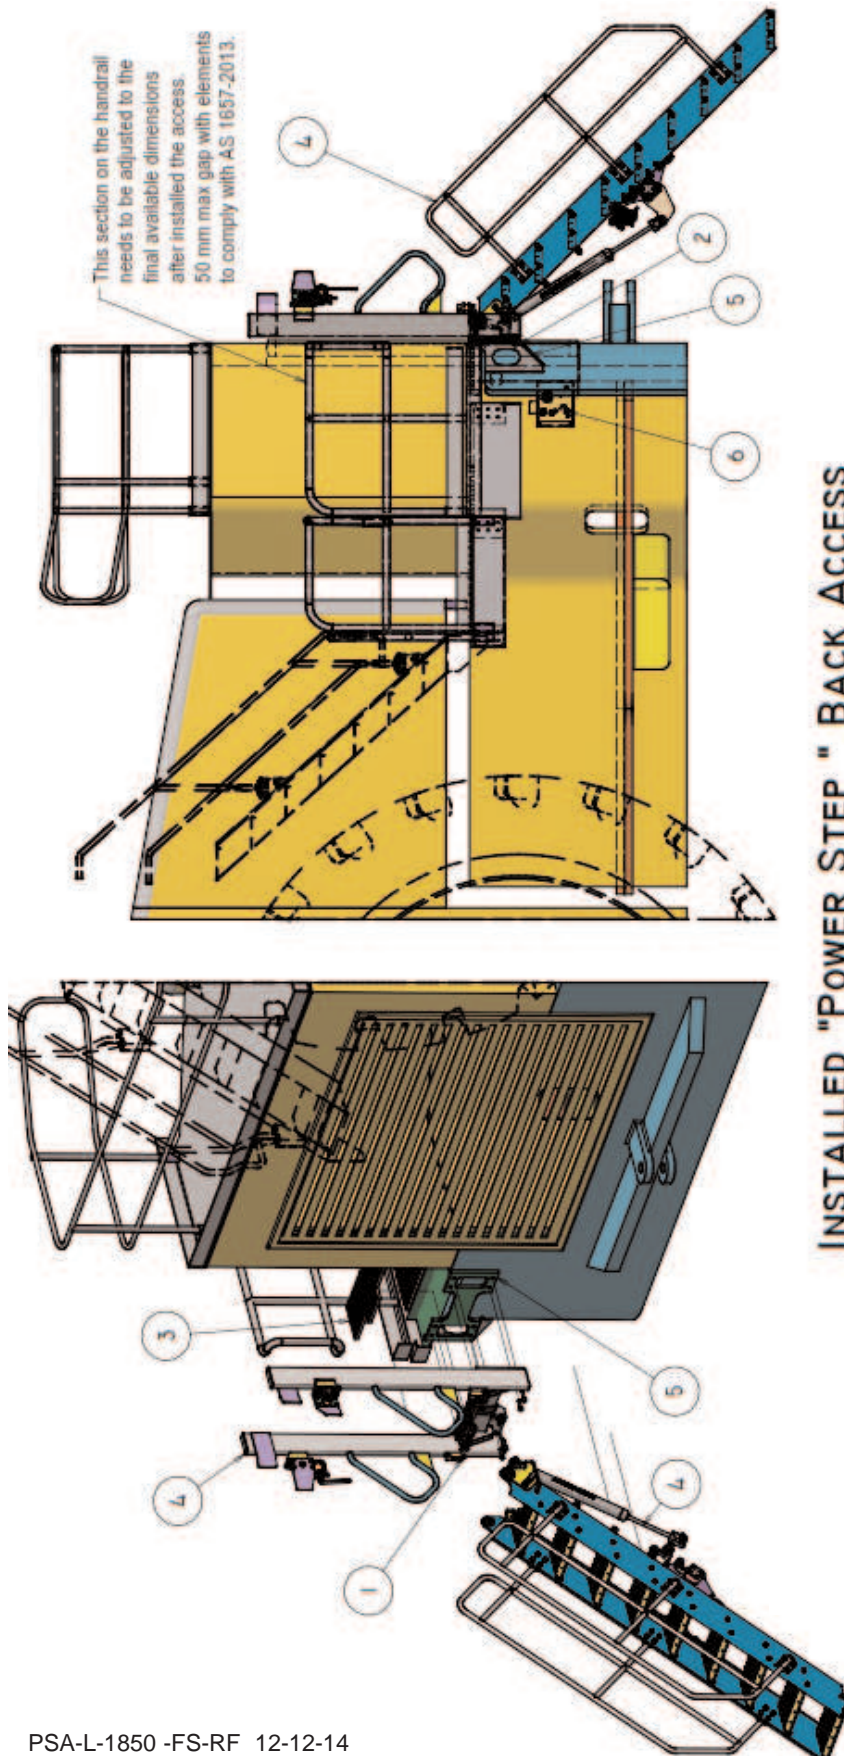 This section on the handrail
needs to be adjusted to the
final available dimensions
after installed the access.
50 mm max gap with elements
to comply with AS 1657-2013.
4
2
5
6
3
4
1
5
4
INSTALLED "POWER STEP " BACK ACCESS
PSA-L-1850 -FS-RF 12-12-14